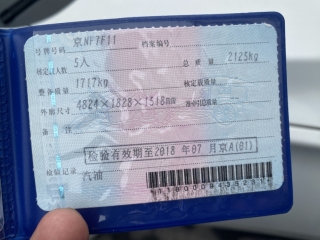 号牌号码 京NF7F11 档案编号
核定载人数 5人 总质量 2125kg
整备质量 1717kg 核定载质量
外廓尺寸 4824×1828×1518mm 准牵引总质量
备注
检验有效期至2018年07月京A(01)
检验记录 汽油